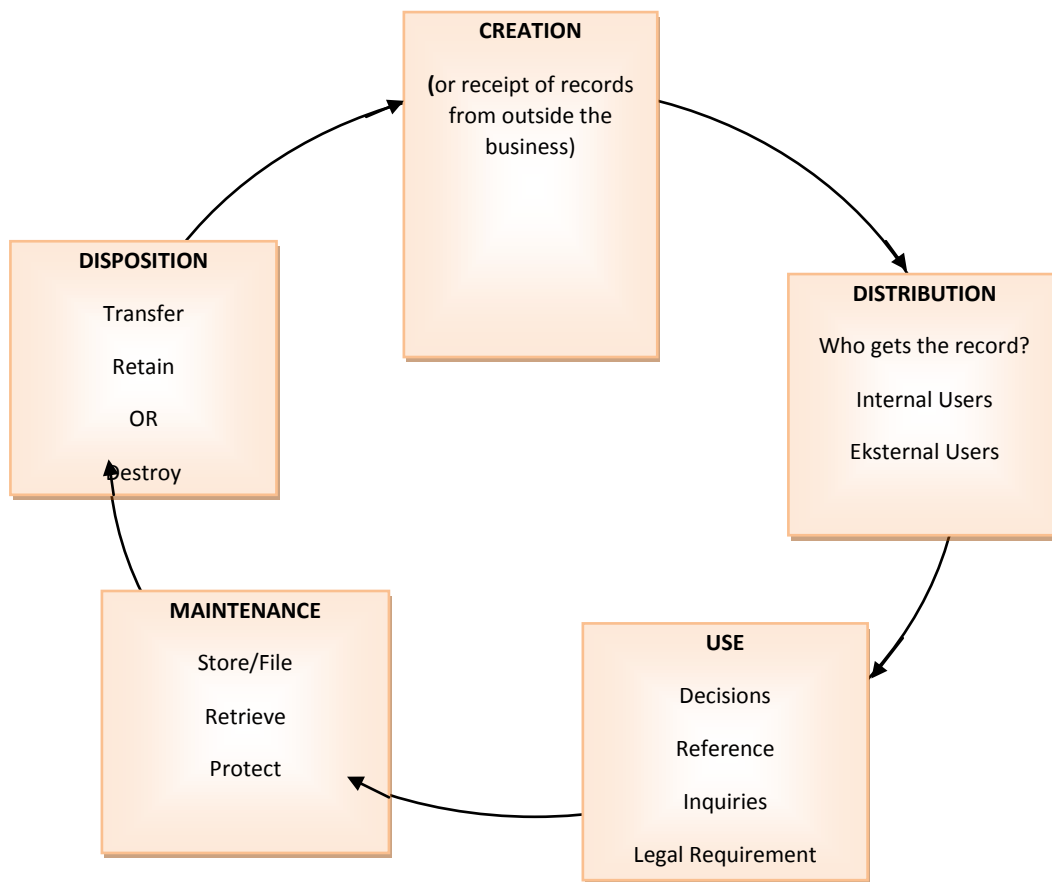 CREATION
(or receipt of records
from outside the
business)
DISTRIBUTION
Who gets the record?
Internal Users
Eksternal Users
USE
Decisions
Reference
Inquiries
Legal Requirement
MAINTENANCE
Store/File
Retrieve
Protect
DISPOSITION
Transfer
Retain
OR
Destroy